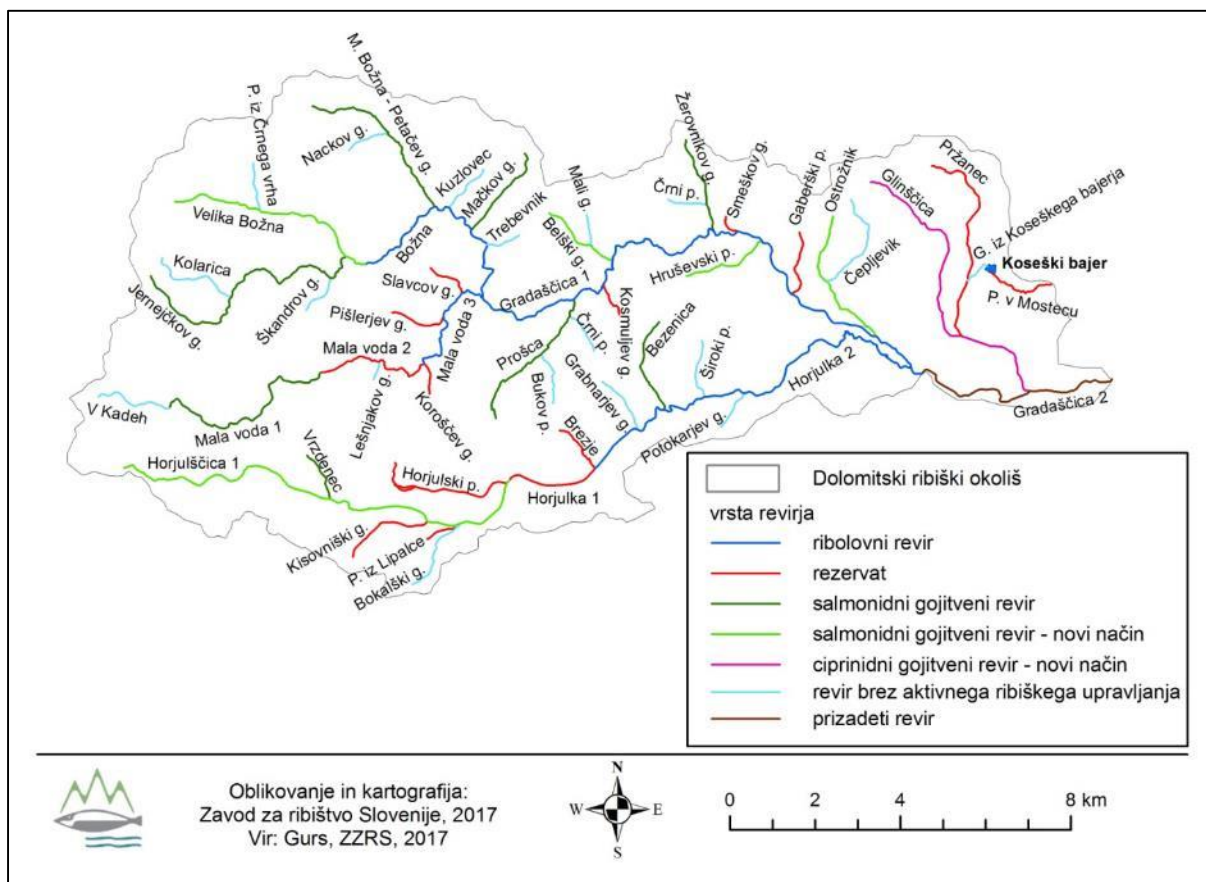 M. Božna - Petačev g.
P. iz Črnega vrha
Nackov g.
Kuzlovec
Mačkov g.
Trebevnik
Velika Božna
Božna
Kolarica
Jernejčkov g.
Škandrov g.
Slavcov g.
Pišlerjev g.
Mala voda 3
Mala voda 2
Gradaščica 1
Mali g.
Belški g.
Žerovnikov g.
Črni p.
Smeškov g.
Hruševski p.
Gaberški p.
Ostrožnik
Čepljevik
Glinščica
Pržanec
G. iz Koseškega bajerja
Koseški bajer
P. v Mostecu
Kosmuljev g.
Črni p.
Prošca
Bukov p.
Grabnarjev g.
Bezenica
Široki p.
Horjulka 2
Potokarjev g.
Gradaščica 2
V Kadeh
Mala voda 1
Lešnjakov g.
Koroščev g.
Horjulščica 1
Vrzdenec
Horjulski p.
Brezje
Horjulka 1
Kisovniški g.
P. iz Lipalce
Bokalški g.
Dolomitski ribiški okoliš
vrsta revirja
ribolovni revir
rezervat
salmonidni gojitveni revir
salmonidni gojitveni revir - novi način
ciprinidni gojitveni revir - novi način
revir brez aktivnega ribiškega upravljanja
prizadeti revir
Oblikovanje in kartografija:
Zavod za ribištvo Slovenije, 2017
Vir: Gurs, ZZRS, 2017
N
W E
S
0 2 4 8 km